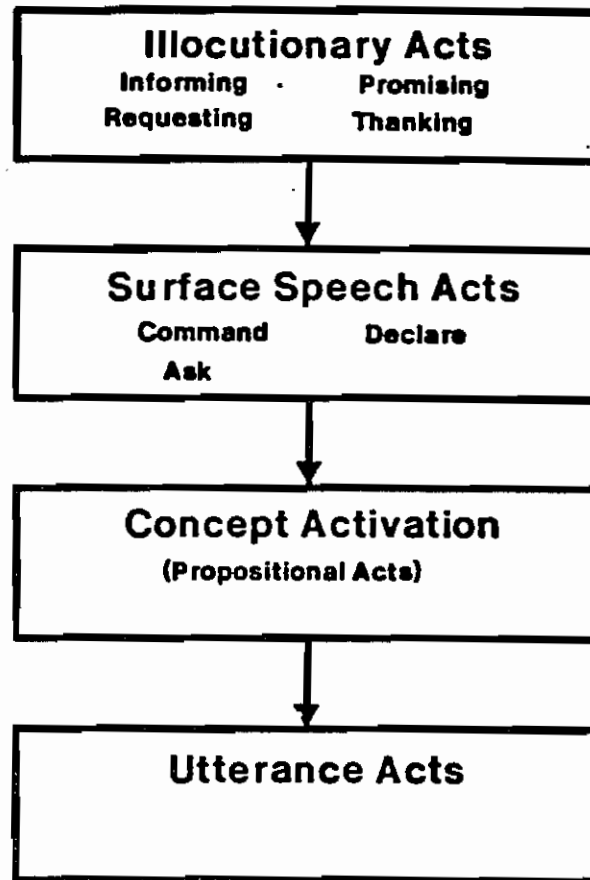 Illocutionary Acts
Informing Promising
Requesting Thanking
Surface Speech Acts
Command Declare
Ask
Concept Activation
(Propositional Acts)
Utterance Acts